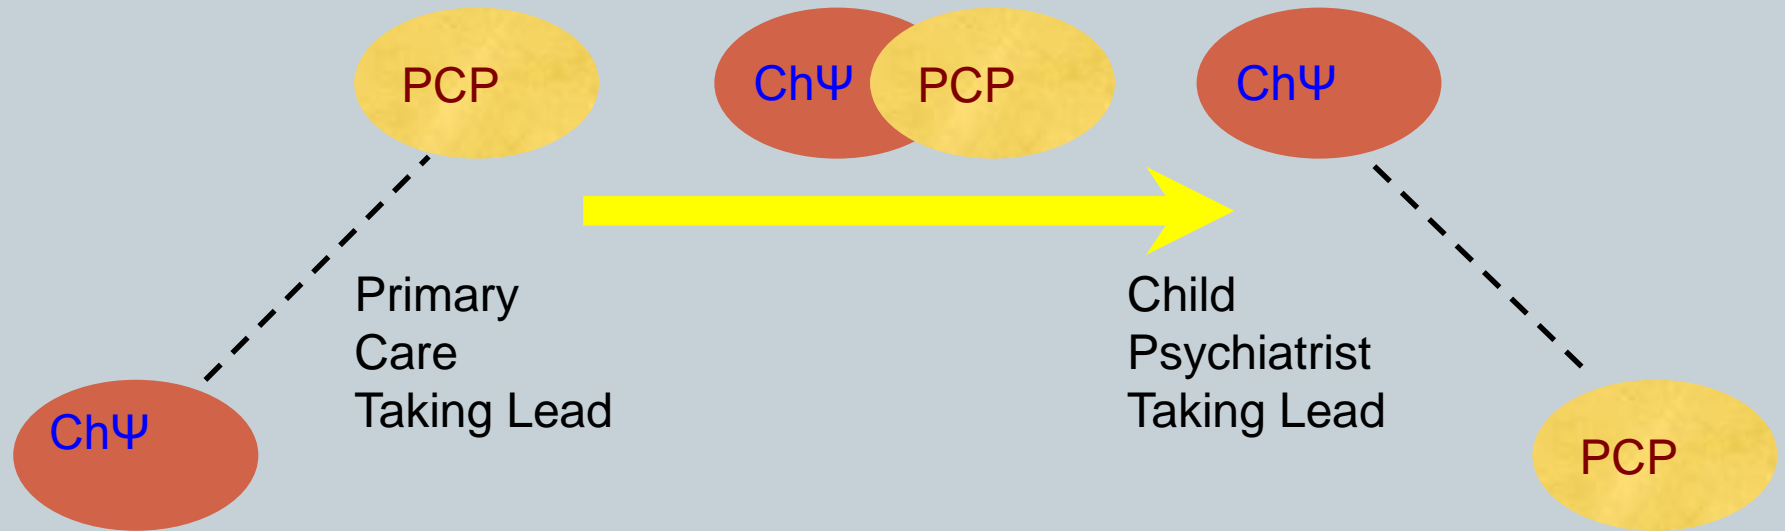 PCP
ChΨ
PCP
ChΨ
Primary
Care
Taking Lead
Child
Psychiatrist
Taking Lead
ChΨ
PCP